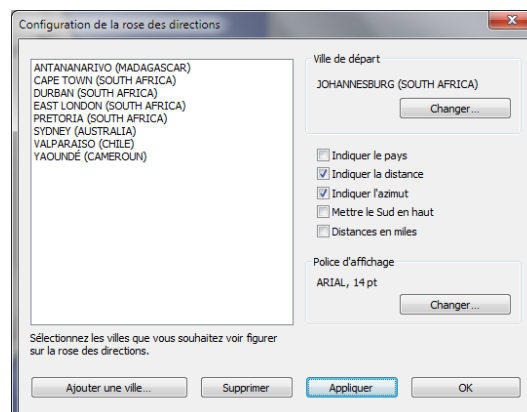 Configuration de la rose des directions
ANTANANARIVO (MADAGASCAR)
CAPE TOWN (SOUTH AFRICA)
DURBAN (SOUTH AFRICA)
EAST LONDON (SOUTH AFRICA)
PRETORIA (SOUTH AFRICA)
SYDNEY (AUSTRALIA)
VALPARAISO (CHILE)
YAOUNDÉ (CAMEROUN)
Sélectionnez les villes que vous souhaitez voir figurer
sur la rose des directions.
Ville de départ
JOHANNESBURG (SOUTH AFRICA)
Changer...
Indiquer le pays
Indiquer la distance
Indiquer l'azimut
Mettre le Sud en haut
Distances en miles
Police d'affichage
ARIAL, 14 pt
Changer...
Ajouter une ville...
Supprimer
Appliquer
OK